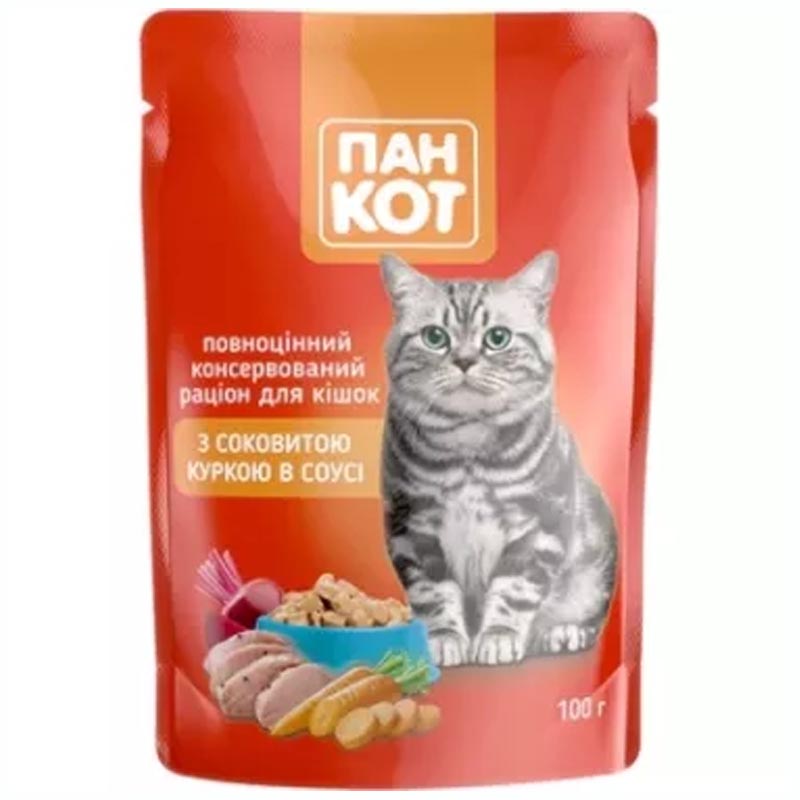 ПАН
КОТ
повноцінний
консервований
раціон для кішок
З СОКОВИТОЮ
КУРКОЮ В СОУСІ
100 г